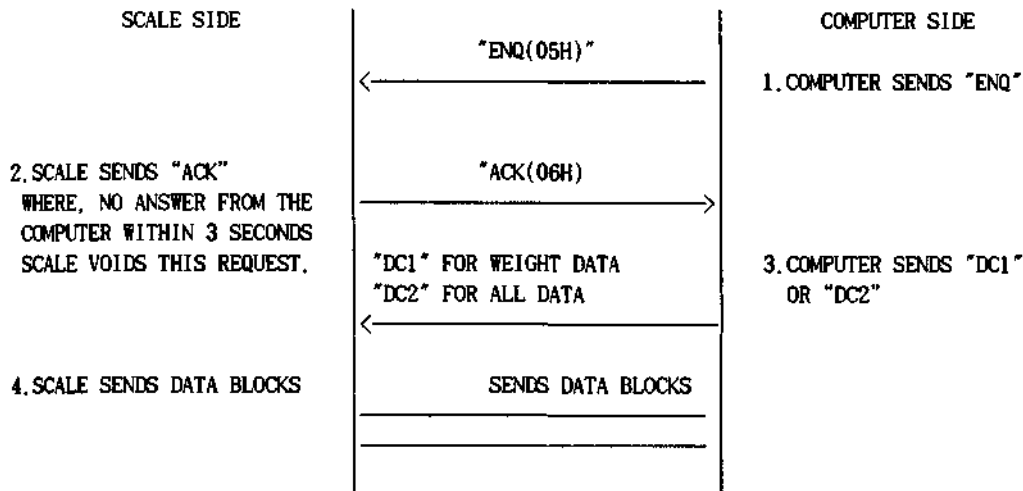 SCALE SIDE
COMPUTER SIDE
"ENQ(05H)"
1.COMPUTER SENDS "ENQ"
2.SCALE SENDS "ACK"
WHERE, NO ANSWER FROM THE
COMPUTER WITHIN 3 SECONDS
SCALE VOIDS THIS REQUEST.
"ACK(06H)
"DC1" FOR WEIGHT DATA
"DC2" FOR ALL DATA
3.COMPUTER SENDS "DC1"
OR "DC2"
4.SCALE SENDS DATA BLOCKS
SENDS DATA BLOCKS